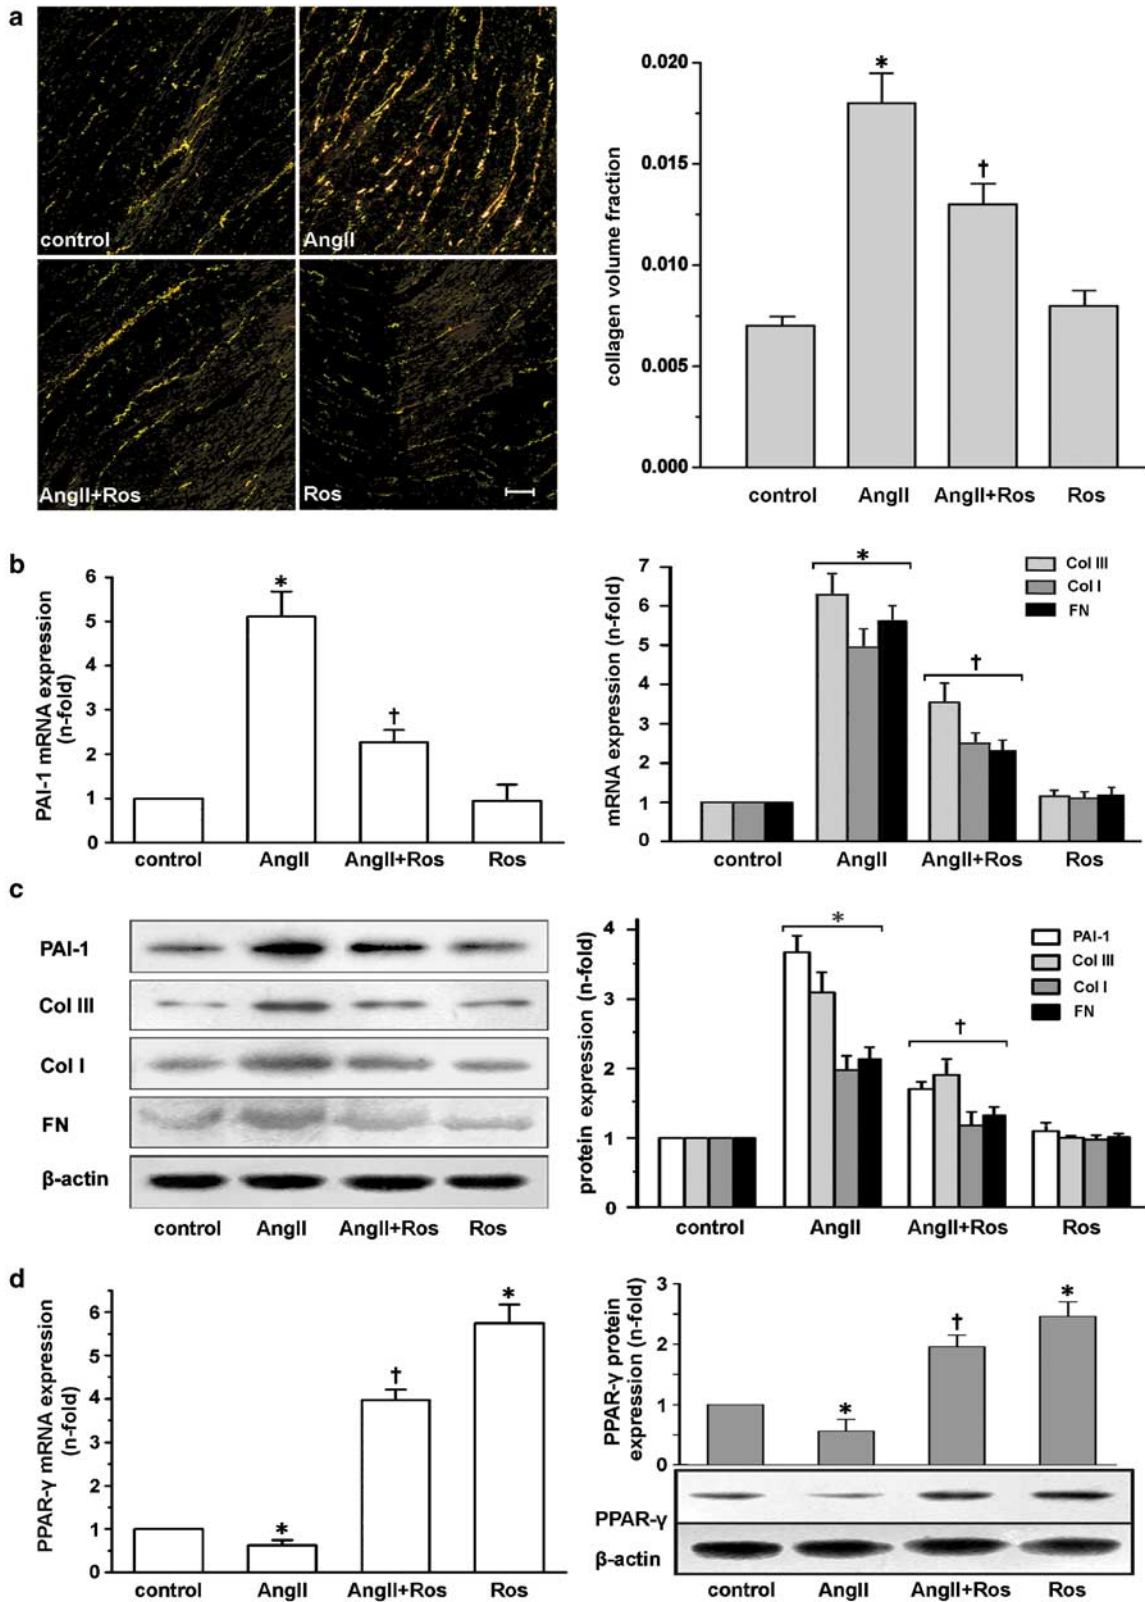 a
control
AngII
AngII+Ros
Ros
collagen volume fraction
0.020
0.015
0.010
0.005
0.000
*
†
control AngII AngII+Ros Ros
b
PAI-1 mRNA expression
(n-fold)
6
5
4
3
2
1
0
*
†
control AngII AngII+Ros Ros
mRNA expression (n-fold)
7
6
5
4
3
2
1
0
*
†
Col III
Col I
FN
control AngII AngII+Ros Ros
c
PAI-1
Col III
Col I
FN
β-actin
control AngII AngII+Ros Ros
protein expression (n-fold)
4
3
2
1
0
*
†
PAI-1
Col III
Col I
FN
control AngII AngII+Ros Ros
d
PPAR-γ mRNA expression
(n-fold)
6
5
4
3
2
1
0
*
†
*
control AngII AngII+Ros Ros
PPAR-γ protein
expression (n-fold)
3
2
1
0
*
†
*
PPAR-γ
β-actin
control AngII AngII+Ros Ros